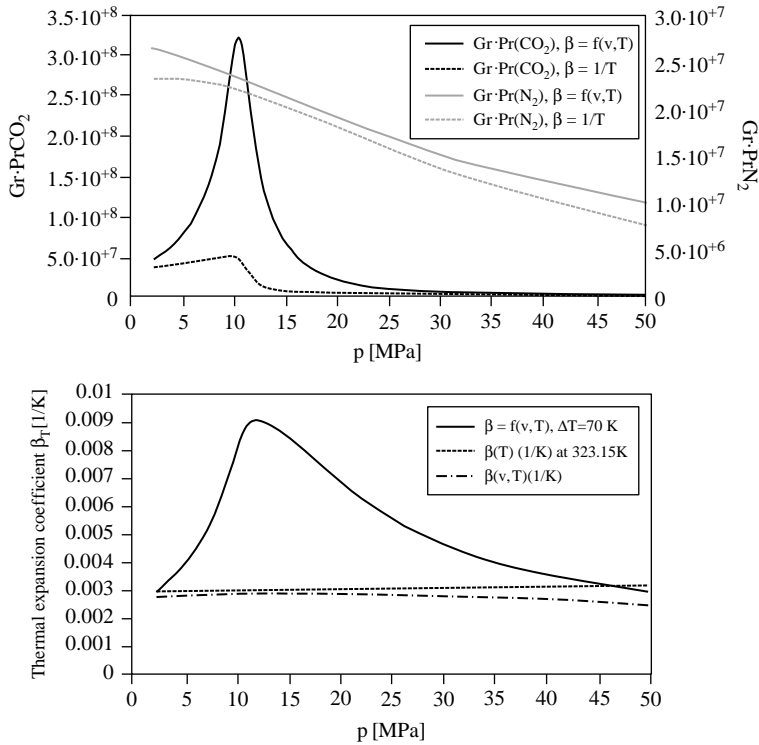 Gr·PrCO₂
3.5·10⁺⁸
3.0·10⁺⁸
2.5·10⁺⁸
2.0·10⁺⁸
1.5·10⁺⁸
1.0·10⁺⁸
5.0·10⁺⁷
0
Gr·Pr(CO₂), β = f(v,T)
Gr·Pr(CO₂), β = 1/T
Gr·Pr(N₂), β = f(v,T)
Gr·Pr(N₂), β = 1/T
3.0·10⁺⁷
2.5·10⁺⁷
2.0·10⁺⁷
1.5·10⁺⁷
1.0·10⁺⁷
5.0·10⁺⁶
0
Gr·PrN₂
0 5 10 15 20 25 31 35 40 45 50
p [MPa]
Thermal expansion coefficient βT [1/K]
0.01
0.009
0.008
0.007
0.006
0.005
0.004
0.003
0.002
0.001
0
β = f(v,T), ΔT=70 K
β(T) (1/K) at 323.15K
β(v,T)(1/K)
0 5 10 15 20 25 30 35 40 45 50
p [MPa]